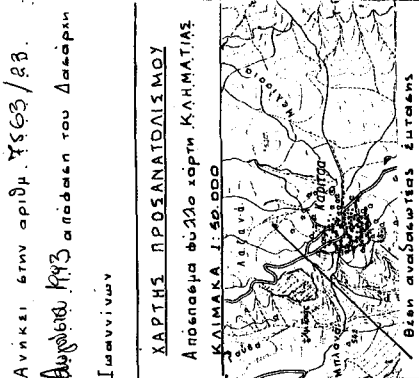 Ανήκει στην αριθμ. 7563/23.
Αυγούστου 1993 απόφαση του Δασάρχη
Ιωαννίνων
ΧΑΡΤΗΣ ΠΡΟΣΑΝΑΤΟΛΙΣΜΟΥ
Απόσπασμα φύλλο χάρτη ΚΛΗΜΑΤΙΑΣ
ΚΛΙΜΑΚΑ 1:50.000
Καρίτσα
Θέση αναδασωτέας έκτασης